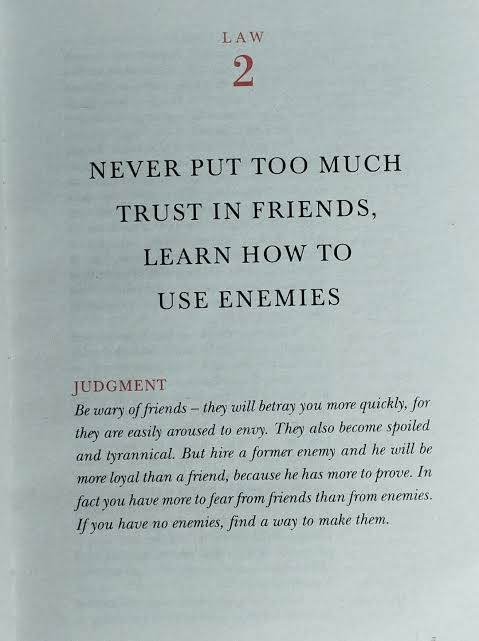 LAW
2
NEVER PUT TOO MUCH
TRUST IN FRIENDS,
LEARN HOW TO
USE ENEMIES
JUDGMENT
Be wary of friends – they will betray you more quickly, for
they are easily aroused to envy. They also become spoiled
and tyrannical. But hire a former enemy and he will be
more loyal than a friend, because he has more to prove. In
fact you have more to fear from friends than from enemies.
If you have no enemies, find a way to make them.